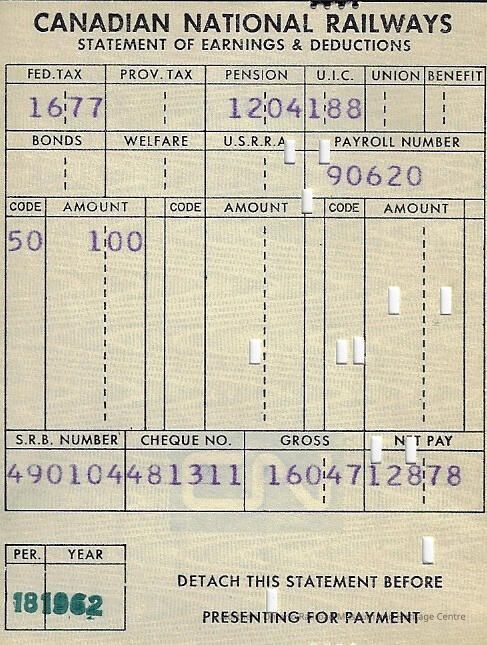 CANADIAN NATIONAL RAILWAYS
STATEMENT OF EARNINGS & DEDUCTIONS
FED.TAX PROV.TAX PENSION U.I.C. UNION BENEFIT
1677 1204 188
BONDS WELFARE U.S.R.R.A. PAYROLL NUMBER
90620
CODE AMOUNT CODE AMOUNT CODE AMOUNT
50 100
S.R.B. NUMBER CHEQUE NO. GROSS NET PAY
490104 481311 16047 12878
PER. YEAR
18 1962
DETACH THIS STATEMENT BEFORE
PRESENTING FOR PAYMENT